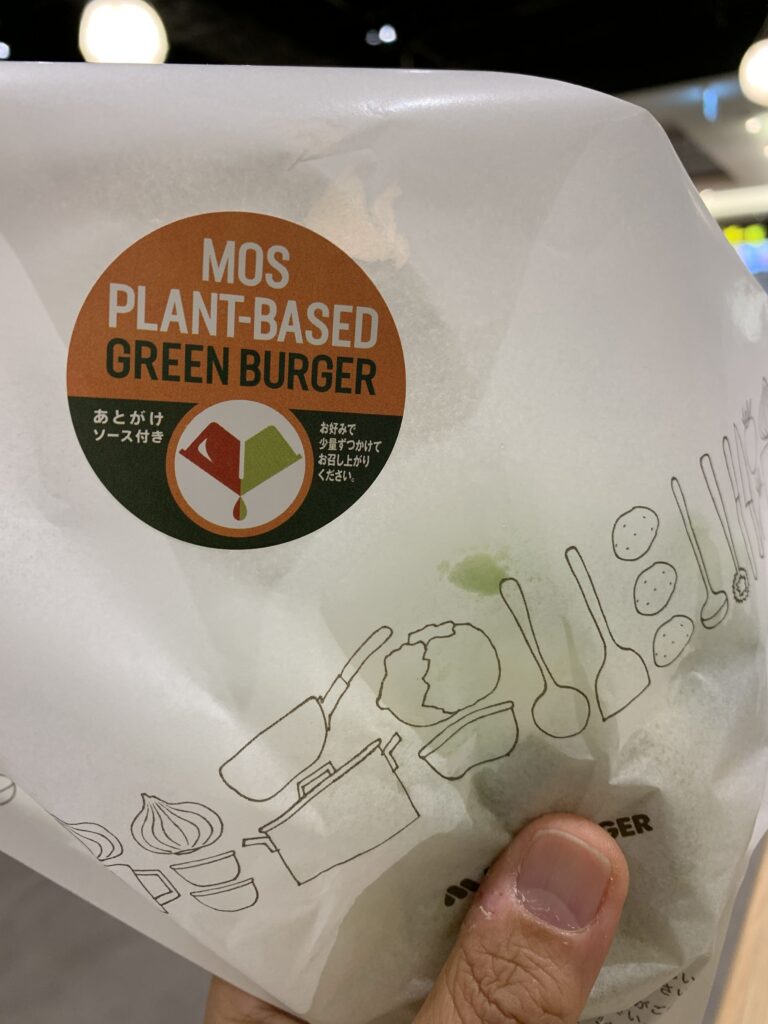 MOS
PLANT-BASED
GREEN BURGER
あとがけ
ソース付き
お好みで
少量ずつかけて
お召し上がり
ください。
GER